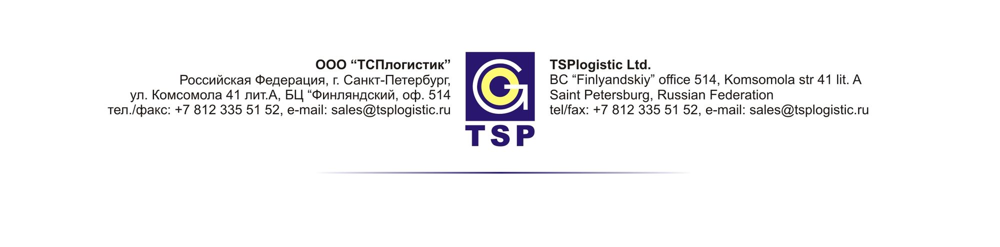 ООО “ТСПлогистик”
Российская Федерация, г. Санкт-Петербург,
ул. Комсомола 41 лит.А, БЦ “Финляндский, оф. 514
тел./факс: +7 812 335 51 52, e-mail: sales@tsplogistic.ru
TSP
TSPlogistic Ltd.
BC “Finlyandskiy” office 514, Komsomola str 41 lit. A
Saint Petersburg, Russian Federation
tel/fax: +7 812 335 51 52, e-mail: sales@tsplogistic.ru